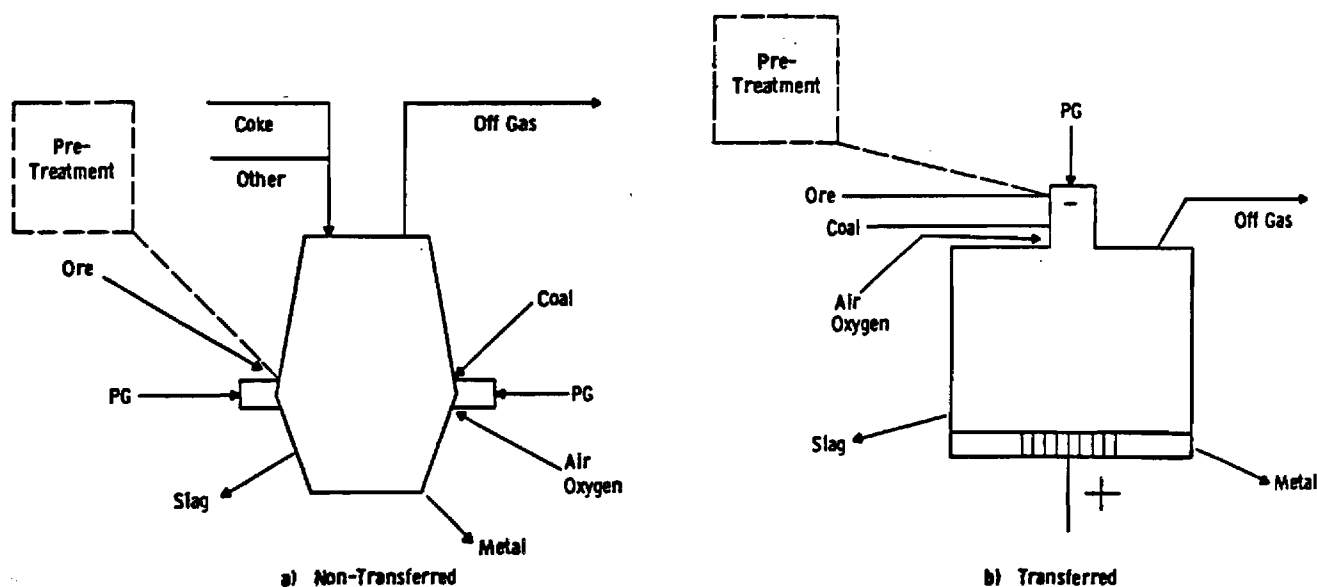 Pre-
Treatment
Coke
Other
Off Gas
Ore
Coal
PG
PG
Air
Oxygen
Slag
Metal
a) Non-Transferred
Pre-
Treatment
PG
Ore
-
Coal
Off Gas
Air
Oxygen
Slag
+
Metal
b) Transferred